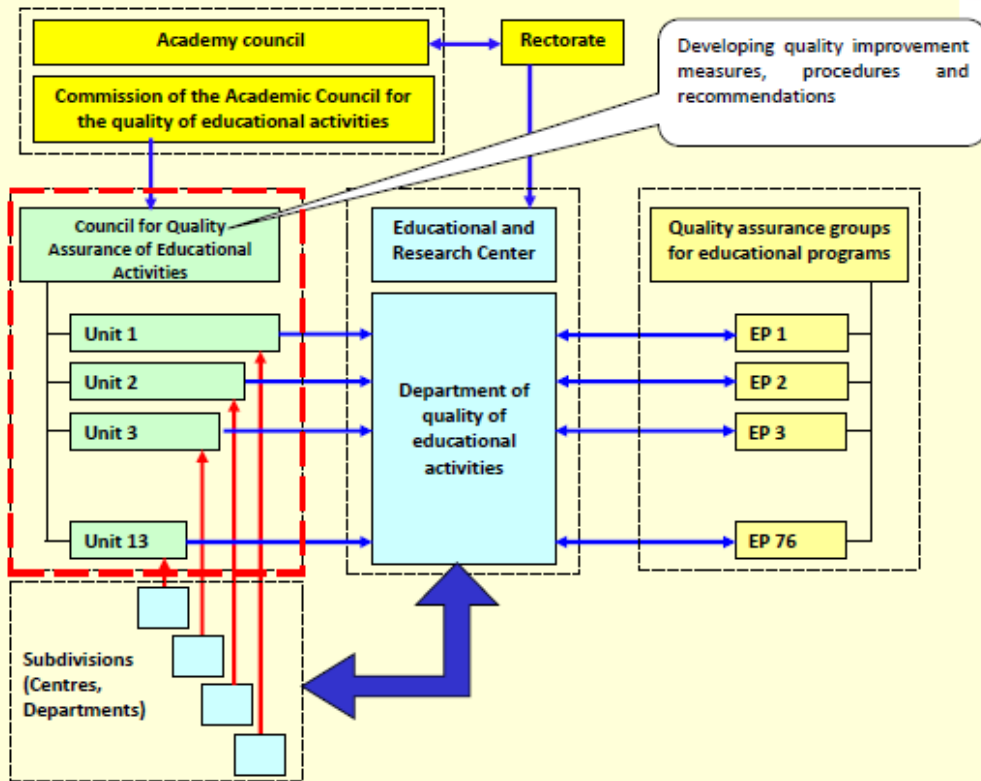 Academy council
Rectorate
Commission of the Academic Council for
the quality of educational activities
Developing quality improvement
measures, procedures and
recommendations
Council for Quality
Assurance of Educational
Activities
Educational and
Research Center
Quality assurance groups
for educational programs
Unit 1
Unit 2
Unit 3
Unit 13
Department of
quality of
educational
activities
EP 1
EP 2
EP 3
EP 76
Subdivisions
(Centres,
Departments)